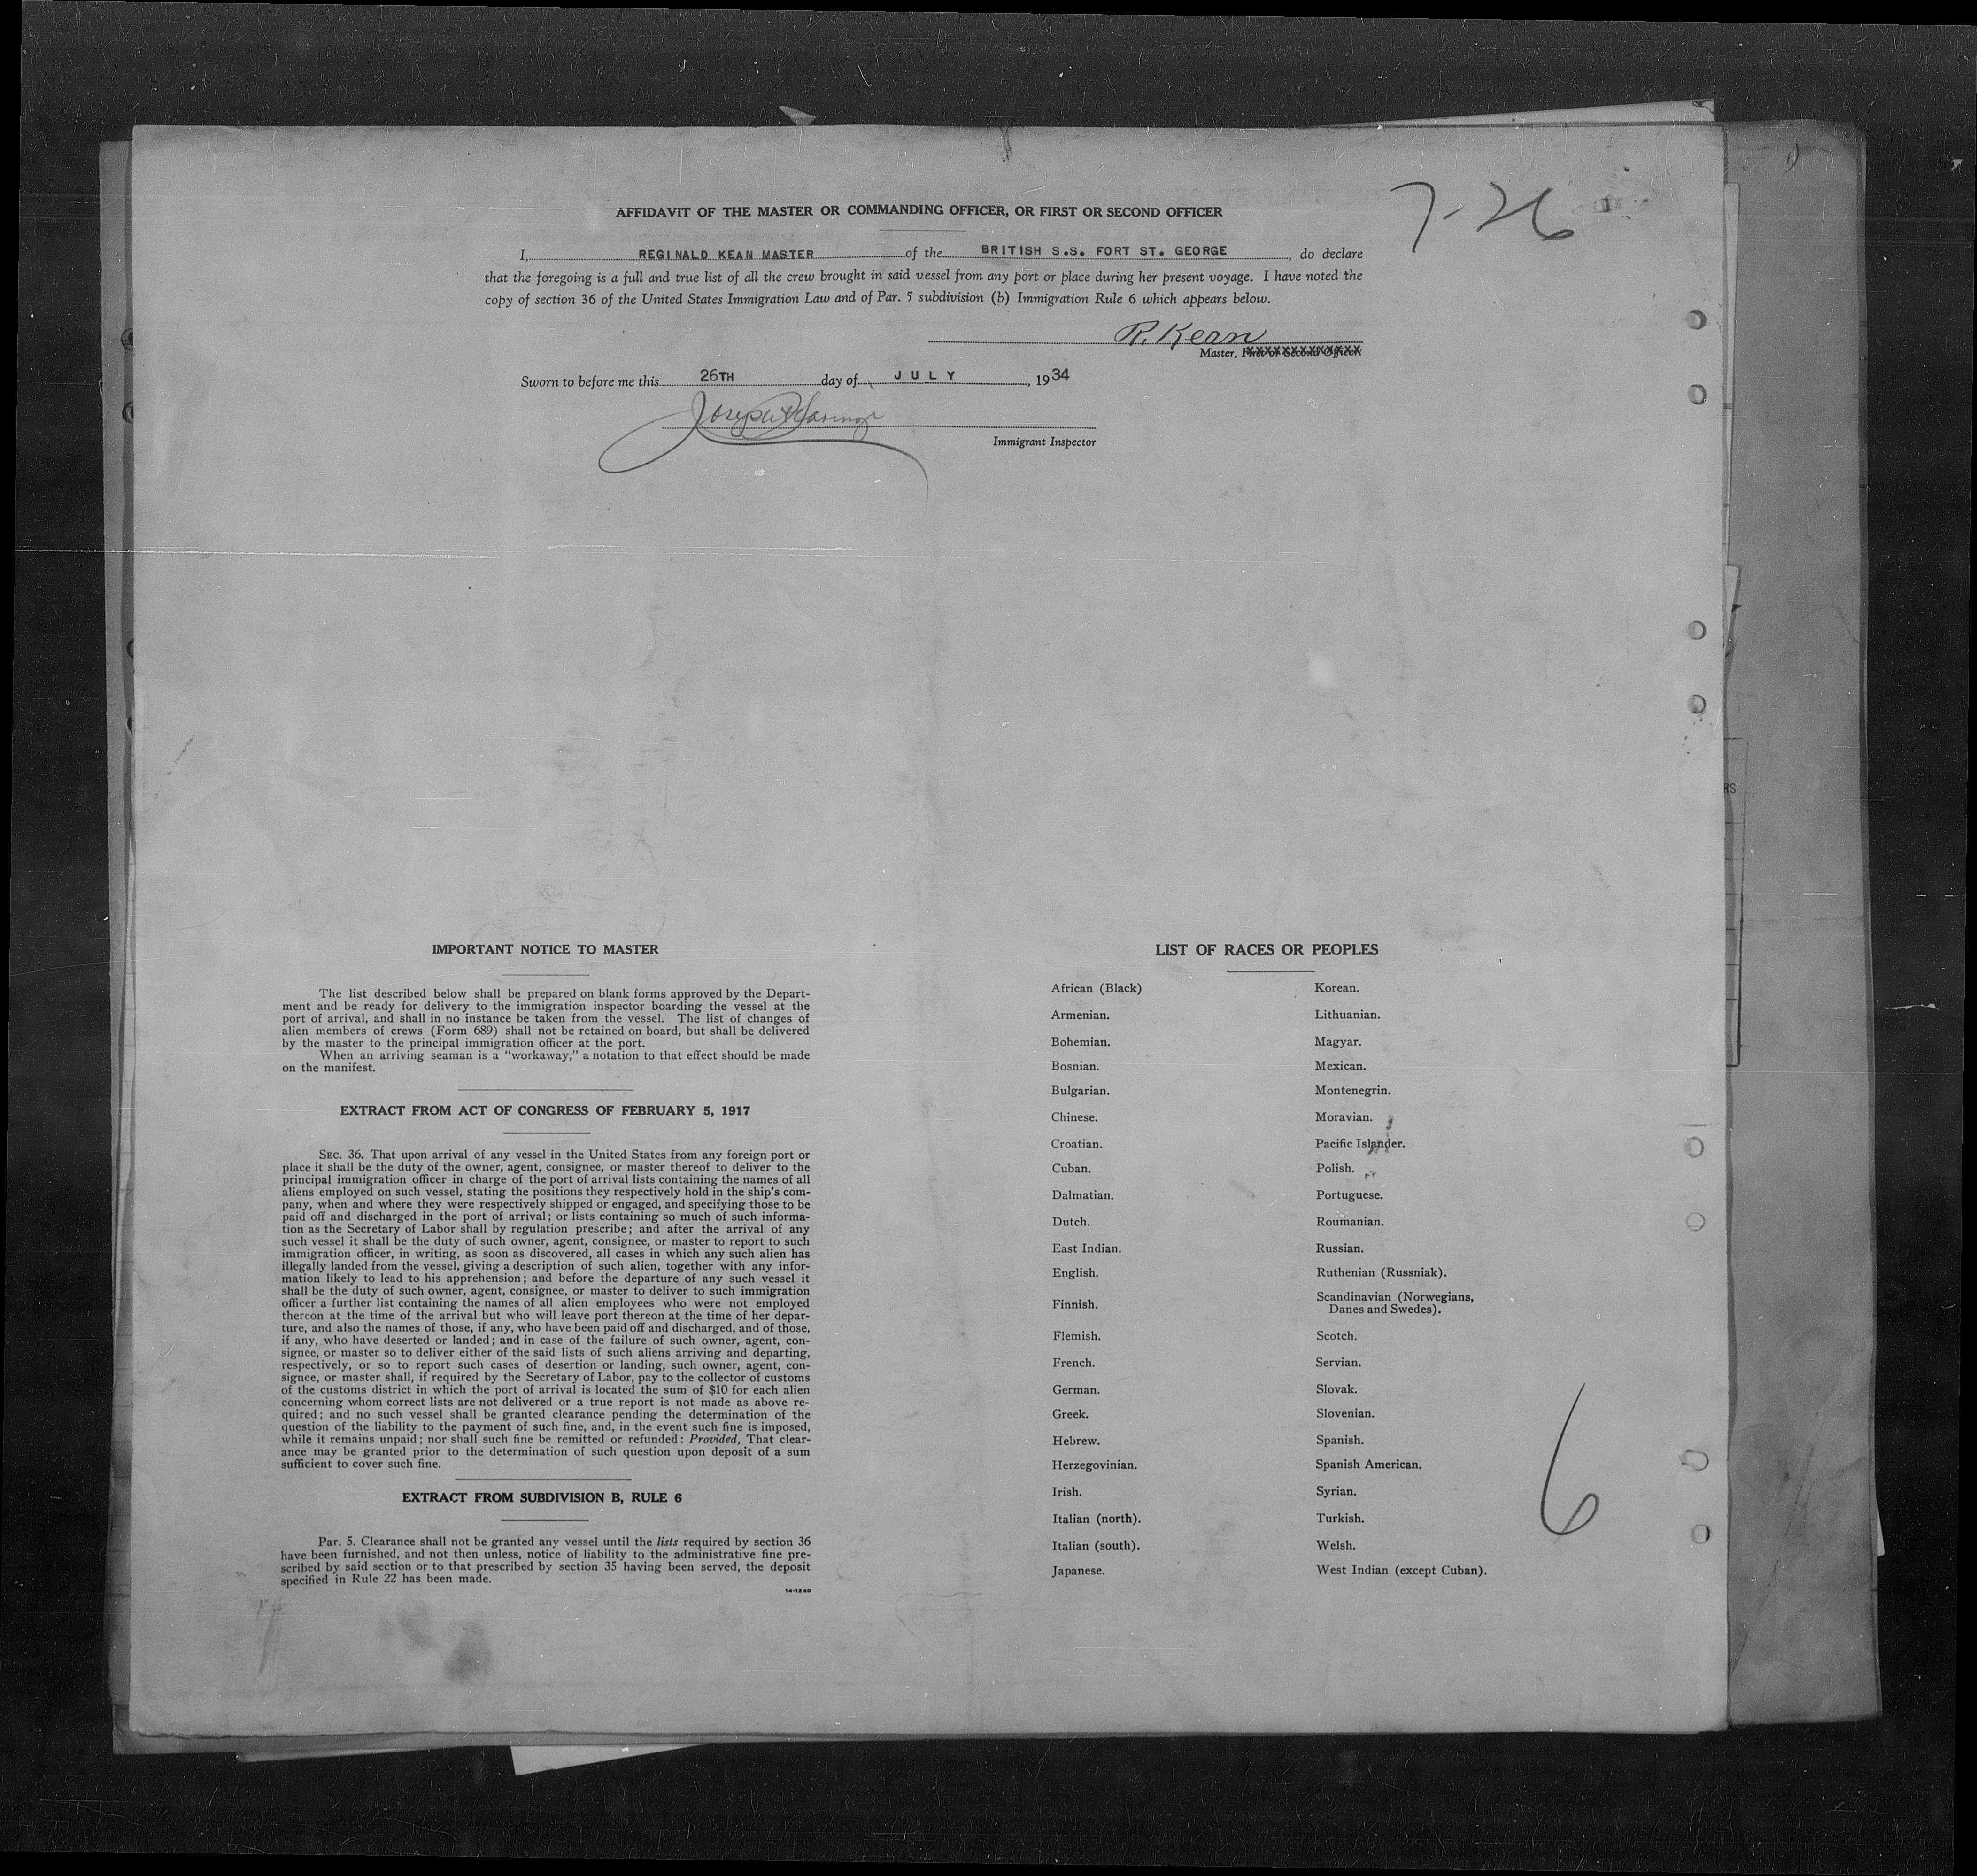 7-26
AFFIDAVIT OF THE MASTER OR COMMANDING OFFICER, OR FIRST OR SECOND OFFICER
I, REGINALD KEAN MASTER of the BRITISH S.S. FORT ST. GEORGE, do declare
that the foregoing is a full and true list of all the crew brought in said vessel from any port or place during her present voyage. I have noted the
copy of section 36 of the United States Immigration Law and of Par. 5 subdivision (b) Immigration Rule 6 which appears below.
R. Kean
Master, First or Second Officer.
Sworn to before me this 26TH day of JULY, 1934
Joseph
Immigrant Inspector
IMPORTANT NOTICE TO MASTER
The list described below shall be prepared on blank forms approved by the Depart-
ment and be ready for delivery to the immigration inspector boarding the vessel at the
port of arrival, and shall in no instance be taken from the vessel. The list of changes of
alien members of crews (Form 689) shall not be retained on board, but shall be delivered
by the master to the principal immigration officer at the port.
When an arriving seaman is a "workaway," a notation to that effect should be made
on the manifest.
EXTRACT FROM ACT OF CONGRESS OF FEBRUARY 5, 1917
SEC. 36. That upon arrival of any vessel in the United States from any foreign port or
place it shall be the duty of the owner, agent, consignee, or master thereof to deliver to the
principal immigration officer in charge of the port of arrival lists containing the names of all
aliens employed on such vessel, stating the positions they respectively hold in the ship's com-
pany, when and where they were respectively shipped or engaged, and specifying those to be
paid off and discharged in the port of arrival; or lists containing so much of such informa-
tion as the Secretary of Labor shall by regulation prescribe; and after the arrival of any
such vessel it shall be the duty of such owner, agent, consignee, or master to report to such
immigration officer, in writing, as soon as discovered, all cases in which any such alien has
illegally landed from the vessel, giving a description of such alien, together with any infor-
mation likely to lead to his apprehension; and before the departure of any such vessel it
shall be the duty of such owner, agent, consignee, or master to deliver to such immigration
officer a further list containing the names of all alien employees who were not employed
thereon at the time of the arrival but who will leave port thereon at the time of her depar-
ture, and also the names of those, if any, who have been paid off and discharged, and of those,
if any, who have deserted or landed; and in case of the failure of such owner, agent, con-
signee, or master so to deliver either of the said lists of such aliens arriving and departing,
respectively, or so to report such cases of desertion or landing, such owner, agent, con-
signee, or master shall, if required by the Secretary of Labor, pay to the collector of customs
of the customs district in which the port of arrival is located the sum of $10 for each alien
concerning whom correct lists are not delivered or a true report is not made as above re-
quired; and no such vessel shall be granted clearance pending the determination of the
question of the liability to the payment of such fine, and, in the event such fine is imposed,
while it remains unpaid; nor shall such fine be remitted or refunded: Provided, That clear-
ance may be granted prior to the determination of such question upon deposit of a sum
sufficient to cover such fine.
EXTRACT FROM SUBDIVISION B, RULE 6
Par. 5. Clearance shall not be granted any vessel until the lists required by section 36
have been furnished, and not then unless, notice of liability to the administrative fine pre-
scribed by said section or to that prescribed by section 35 having been served, the deposit
specified in Rule 22 has been made.
14-1240
LIST OF RACES OR PEOPLES
African (Black)
Armenian.
Bohemian.
Bosnian.
Bulgarian.
Chinese.
Croatian.
Cuban.
Dalmatian.
Dutch.
East Indian.
English.
Finnish.
Flemish.
French.
German.
Greek.
Hebrew.
Herzegovinian.
Irish.
Italian (north).
Italian (south).
Japanese.
Korean.
Lithuanian.
Magyar.
Mexican.
Montenegrin.
Moravian.
Pacific Islander.
Polish.
Portuguese.
Roumanian.
Russian.
Ruthenian (Russniak).
Scandinavian (Norwegians,
Danes and Swedes).
Scotch.
Servian.
Slovak.
Slovenian.
Spanish.
Spanish American.
Syrian.
Turkish.
Welsh.
West Indian (except Cuban).
6
RS